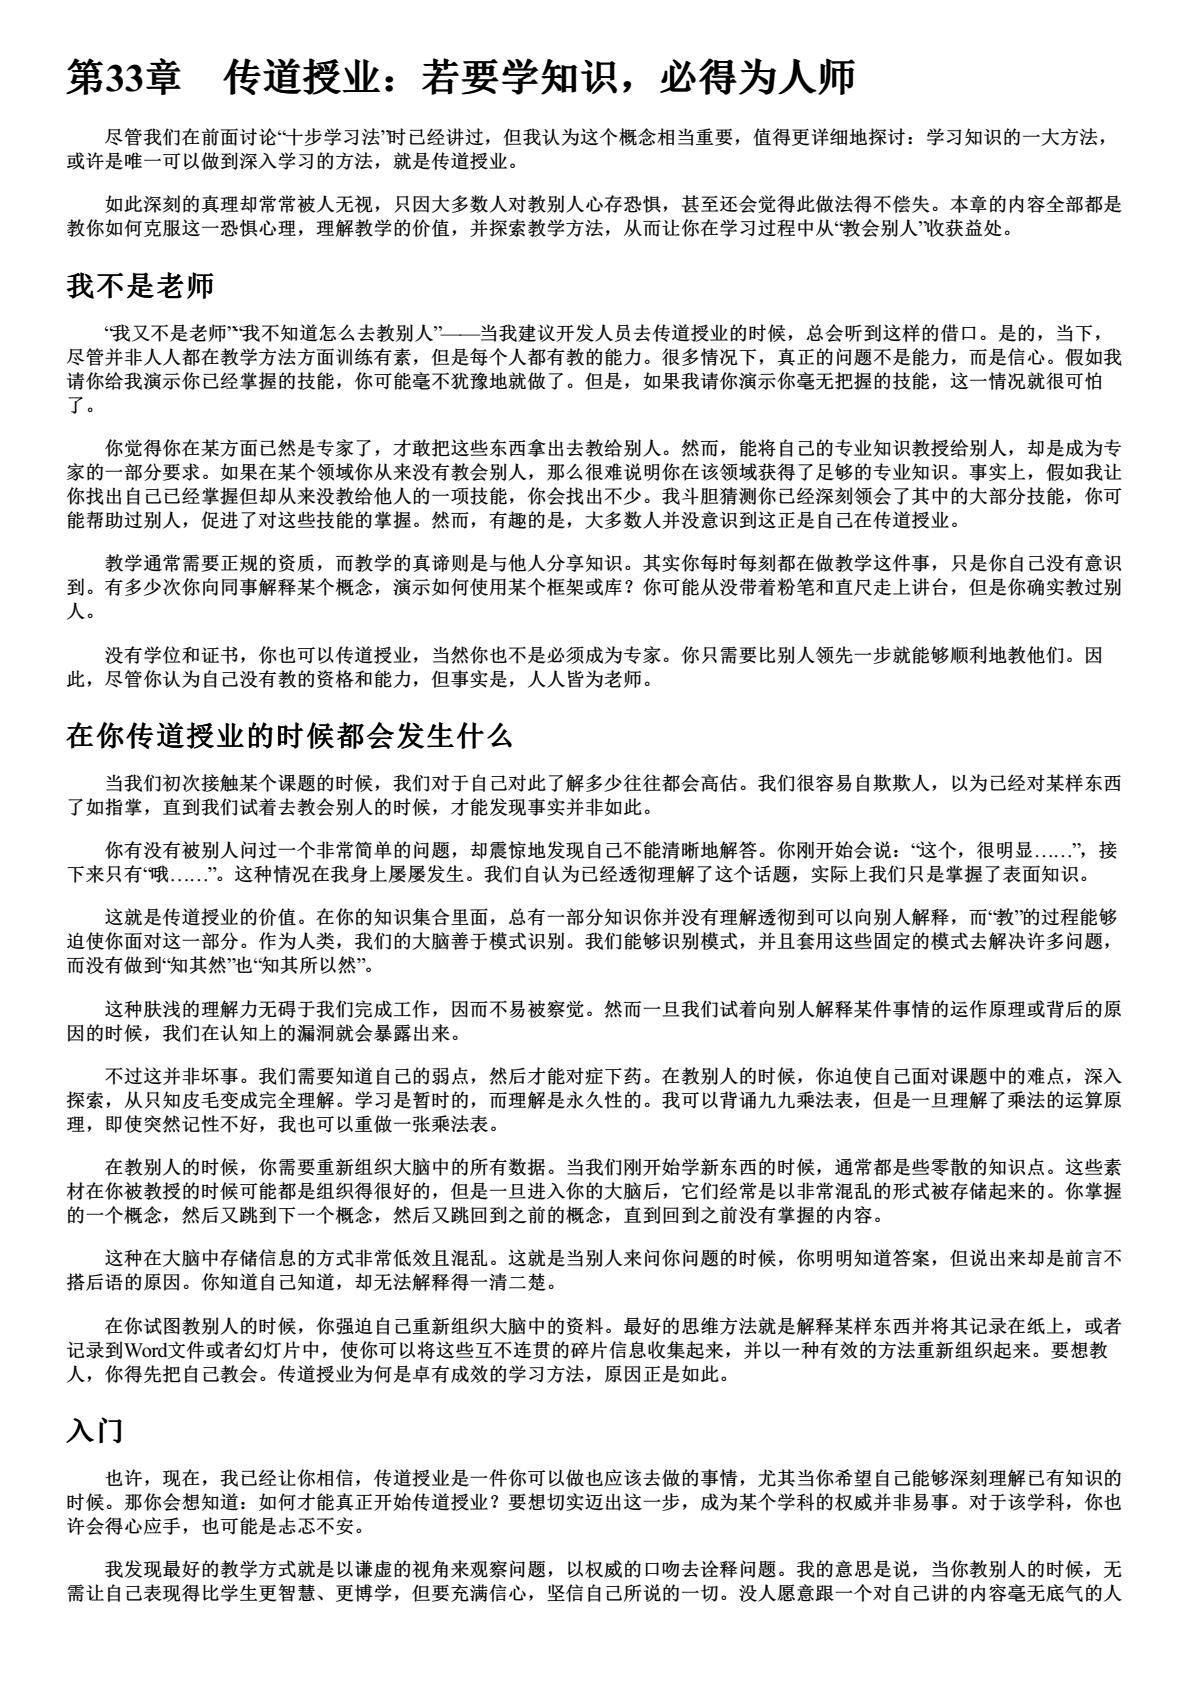 第33章　传道授业：若要学知识，必得为人师
尽管我们在前面讨论“十步学习法”时已经讲过，但我认为这个概念相当重要，值得更详细地探讨：学习知识的一大方法，
或许是唯一可以做到深入学习的方法，就是传道授业。
如此深刻的真理却常常被人无视，只因大多数人对教别人心存恐惧，甚至还会觉得此做法得不偿失。本章的内容全部都是
教你如何克服这一恐惧心理，理解教学的价值，并探索教学方法，从而让你在学习过程中从“教会别人”收获益处。
我不是老师
“我又不是老师”“我不知道怎么去教别人”——当我建议开发人员去传道授业的时候，总会听到这样的借口。是的，当下，
尽管并非人人都在教学方法方面训练有素，但是每个人都有教的能力。很多情况下，真正的问题不是能力，而是信心。假如我
请你给我演示你已经掌握的技能，你可能毫不犹豫地就做了。但是，如果我请你演示你毫无把握的技能，这一情况就很可怕
了。
你觉得你在某方面已然是专家了，才敢把这些东西拿出去教给别人。然而，能将自己的专业知识教授给别人，却是成为专
家的一部分要求。如果在某个领域你从来没有教会别人，那么很难说明你在该领域获得了足够的专业知识。事实上，假如我让
你找出自己已经掌握但却从来没教给他人的一项技能，你会找出不少。我斗胆猜测你已经深刻领会了其中的大部分技能，你可
能帮助过别人，促进了对这些技能的掌握。然而，有趣的是，大多数人并没意识到这正是自己在传道授业。
教学通常需要正规的资质，而教学的真谛则是与他人分享知识。其实你每时每刻都在做教学这件事，只是你自己没有意识
到。有多少次你向同事解释某个概念，演示如何使用某个框架或库？你可能从没带着粉笔和直尺走上讲台，但是你确实教过别
人。
没有学位和证书，你也可以传道授业，当然你也不是必须成为专家。你只需要比别人领先一步就能够顺利地教他们。因
此，尽管你认为自己没有教的资格和能力，但事实是，人人皆为老师。
在你传道授业的时候都会发生什么
当我们初次接触某个课题的时候，我们对于自己对此了解多少往往都会高估。我们很容易自欺欺人，以为已经对某样东西
了如指掌，直到我们试着去教会别人的时候，才能发现事实并非如此。
你有没有被别人问过一个非常简单的问题，却震惊地发现自己不能清晰地解答。你刚开始会说：“这个，很明显……”，接
下来只有“哦……”。这种情况在我身上屡屡发生。我们自认为已经透彻理解了这个话题，实际上我们只是掌握了表面知识。
这就是传道授业的价值。在你的知识集合里面，总有一部分知识你并没有理解透彻到可以向别人解释，而“教”的过程能够
迫使你面对这一部分。作为人类，我们的大脑善于模式识别。我们能够识别模式，并且套用这些固定的模式去解决许多问题，
而没有做到“知其然”也“知其所以然”。
这种肤浅的理解力无碍于我们完成工作，因而不易被察觉。然而一旦我们试着向别人解释某件事情的运作原理或背后的原
因的时候，我们在认知上的漏洞就会暴露出来。
不过这并非坏事。我们需要知道自己的弱点，然后才能对症下药。在教别人的时候，你迫使自己面对课题中的难点，深入
探索，从只知皮毛变成完全理解。学习是暂时的，而理解是永久性的。我可以背诵九九乘法表，但是一旦理解了乘法的运算原
理，即使突然记性不好，我也可以重做一张乘法表。
在教别人的时候，你需要重新组织大脑中的所有数据。当我们刚开始学新东西的时候，通常都是些零散的知识点。这些素
材在你被教授的时候可能都是组织得很好的，但是一旦进入你的大脑后，它们经常是以非常混乱的形式被存储起来的。你掌握
的一个概念，然后又跳到下一个概念，然后又跳回到之前的概念，直到回到之前没有掌握的内容。
这种在大脑中存储信息的方式非常低效且混乱。这就是当别人来问你问题的时候，你明明知道答案，但说出来却是前言不
搭后语的原因。你知道自己知道，却无法解释得一清二楚。
在你试图教别人的时候，你强迫自己重新组织大脑中的资料。最好的思维方法就是解释某样东西并将其记录在纸上，或者
记录到Word文件或者幻灯片中，使你可以将这些互不连贯的碎片信息收集起来，并以一种有效的方法重新组织起来。要想教
人，你得先把自己教会。传道授业为何是卓有成效的学习方法，原因正是如此。
入门
也许，现在，我已经让你相信，传道授业是一件你可以做也应该去做的事情，尤其当你希望自己能够深刻理解已有知识的
时候。那你会想知道：如何才能真正开始传道授业？要想切实迈出这一步，成为某个学科的权威并非易事。对于该学科，你也
许会得心应手，也可能是忐忑不安。
我发现最好的教学方式就是以谦虚的视角来观察问题，以权威的口吻去诠释问题。我的意思是说，当你教别人的时候，无
需让自己表现得比学生更智慧、更博学，但要充满信心，坚信自己所说的一切。没人愿意跟一个对自己讲的内容毫无底气的人